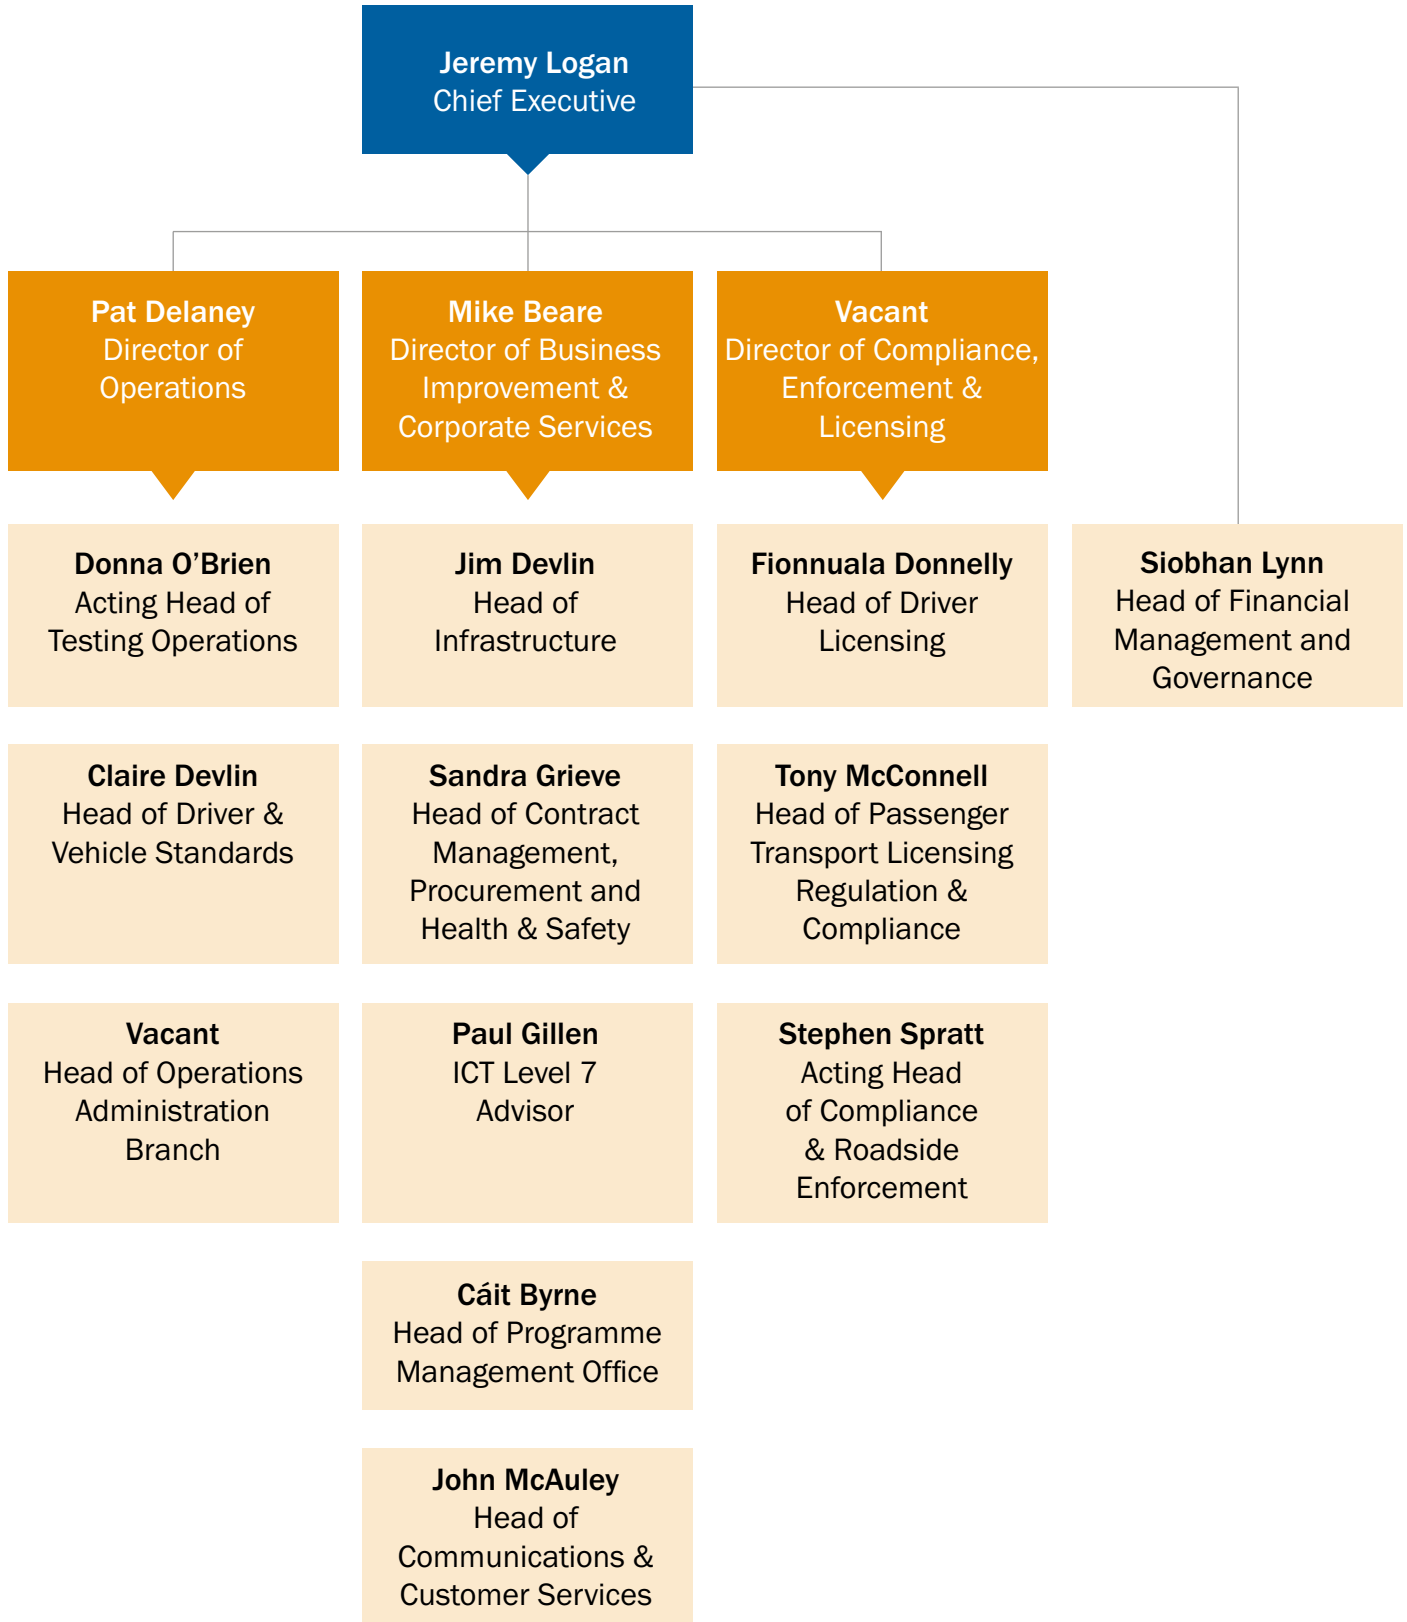 Jeremy Logan
Chief Executive
Pat Delaney
Director of
Operations
Mike Beare
Director of Business
Improvement &
Corporate Services
Vacant
Director of Compliance,
Enforcement &
Licensing
Donna O’Brien
Acting Head of
Testing Operations
Jim Devlin
Head of
Infrastructure
Fionnuala Donnelly
Head of Driver
Licensing
Siobhan Lynn
Head of Financial
Management and
Governance
Claire Devlin
Head of Driver &
Vehicle Standards
Sandra Grieve
Head of Contract
Management,
Procurement and
Health & Safety
Tony McConnell
Head of Passenger
Transport Licensing
Regulation &
Compliance
Vacant
Head of Operations
Administration
Branch
Paul Gillen
ICT Level 7
Advisor
Stephen Spratt
Acting Head
of Compliance
& Roadside
Enforcement
Cáit Byrne
Head of Programme
Management Office
John McAuley
Head of
Communications &
Customer Services